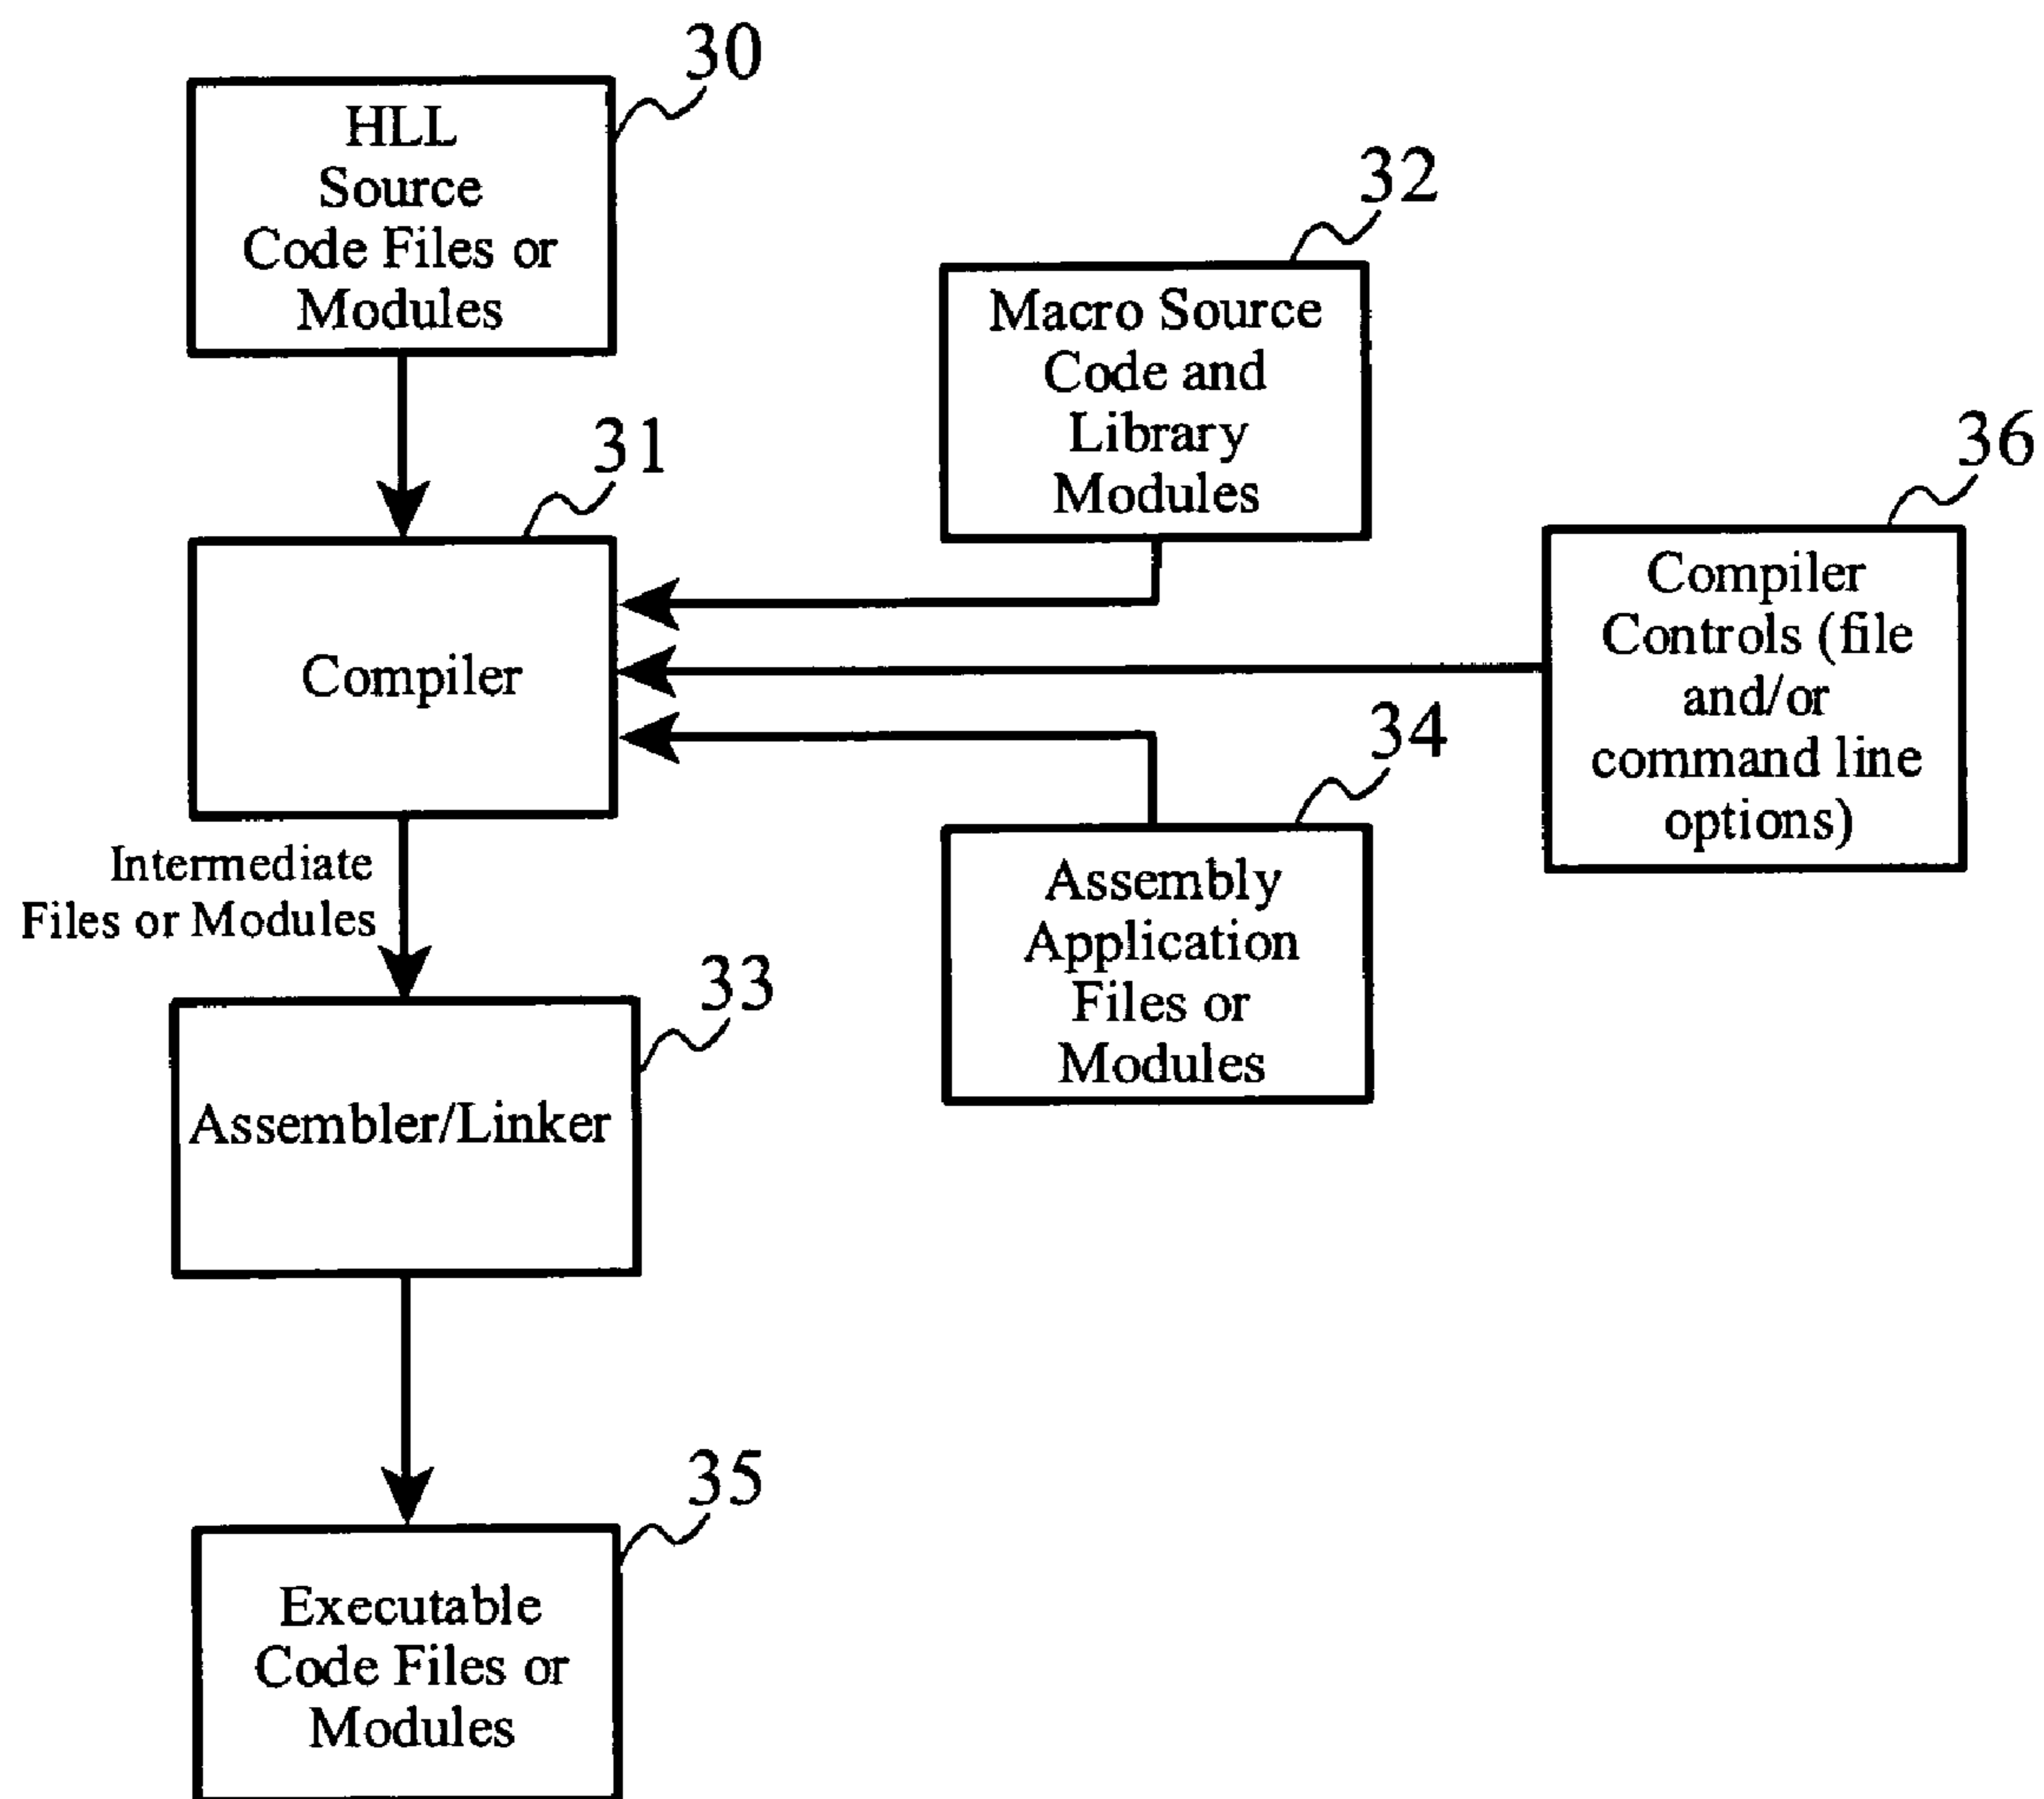 30
HLL
Source
Code Files or
Modules
32
Macro Source
Code and
Library
Modules
31
Compiler
36
Compiler
Controls (file
and/or
command line
options)
34
Assembly
Application
Files or
Modules
Intermediate
Files or Modules
33
Assembler/Linker
35
Executable
Code Files or
Modules